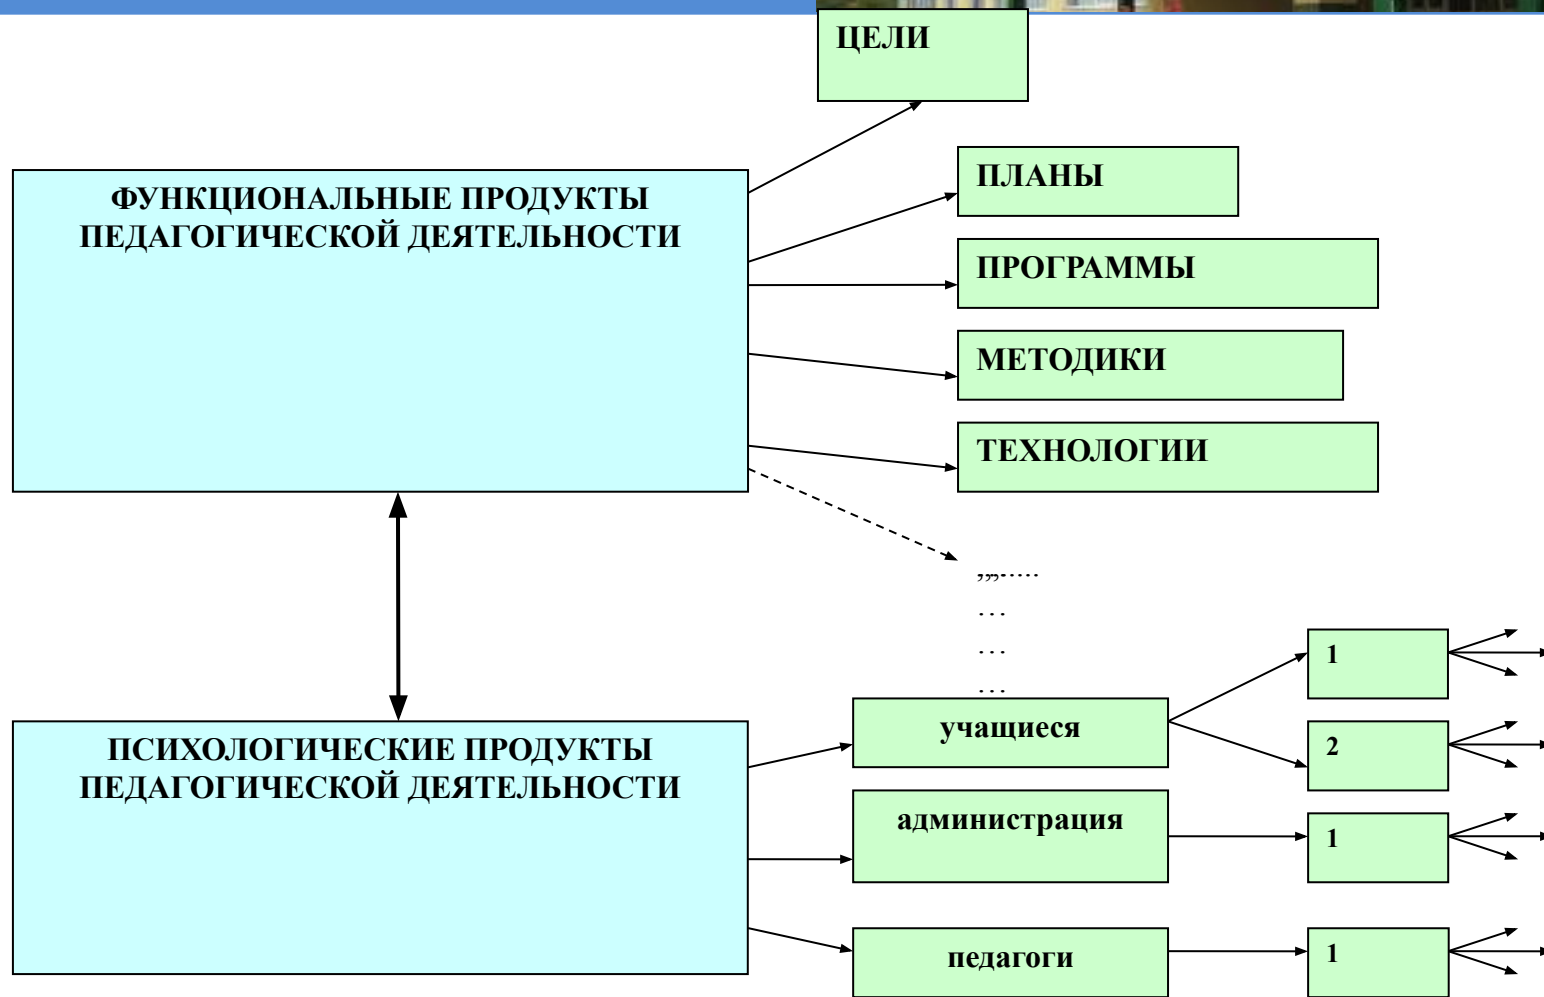 ЦЕЛИ
ФУНКЦИОНАЛЬНЫЕ ПРОДУКТЫ
ПЕДАГОГИЧЕСКОЙ ДЕЯТЕЛЬНОСТИ
ПЛАНЫ
ПРОГРАММЫ
МЕТОДИКИ
ТЕХНОЛОГИИ
,,,.....
…
…
…
ПСИХОЛОГИЧЕСКИЕ ПРОДУКТЫ
ПЕДАГОГИЧЕСКОЙ ДЕЯТЕЛЬНОСТИ
учащиеся
1
2
администрация
1
педагоги
1